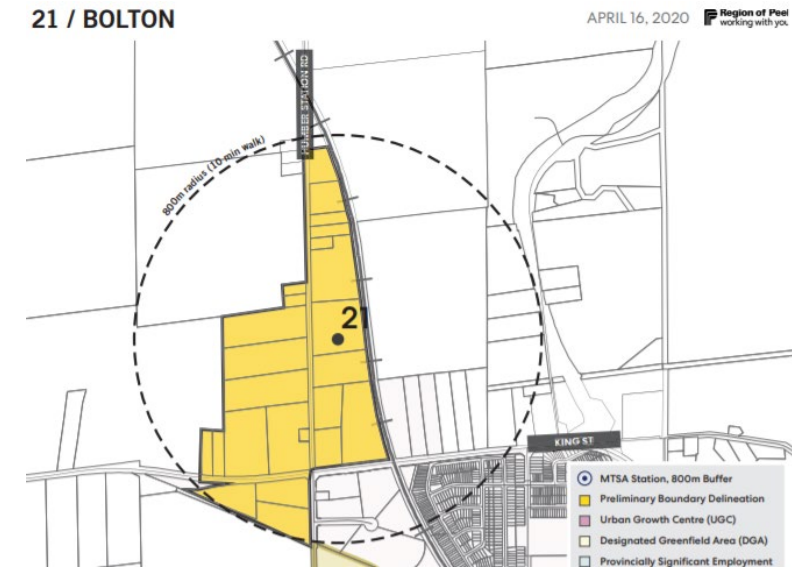 21 / BOLTON
APRIL 16, 2020
Region of Peel
working with you
HUMBER STATION RD
800m radius (10 min walk)
21
KING ST
MTSA Station, 800m Buffer
Preliminary Boundary Delineation
Urban Growth Centre (UGC)
Designated Greenfield Area (DGA)
Provincially Significant Employment